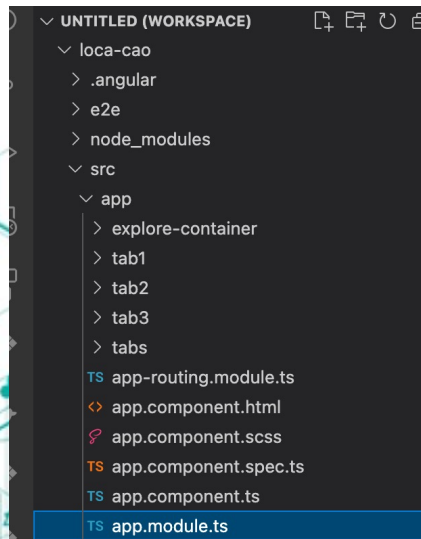 UNTITLED (WORKSPACE)
loca-cao
.angular
e2e
node_modules
src
app
explore-container
tab1
tab2
tab3
tabs
TS app-routing.module.ts
<> app.component.html
app.component.scss
TS app.component.spec.ts
TS app.component.ts
TS app.module.ts